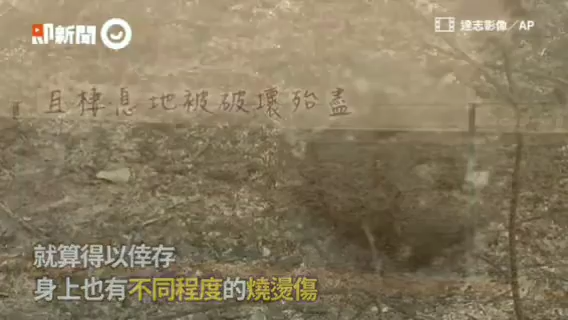 即新聞
達志影像／AP
且棲息地被破壞殆盡
就算得以倖存
身上也有不同程度的燒燙傷